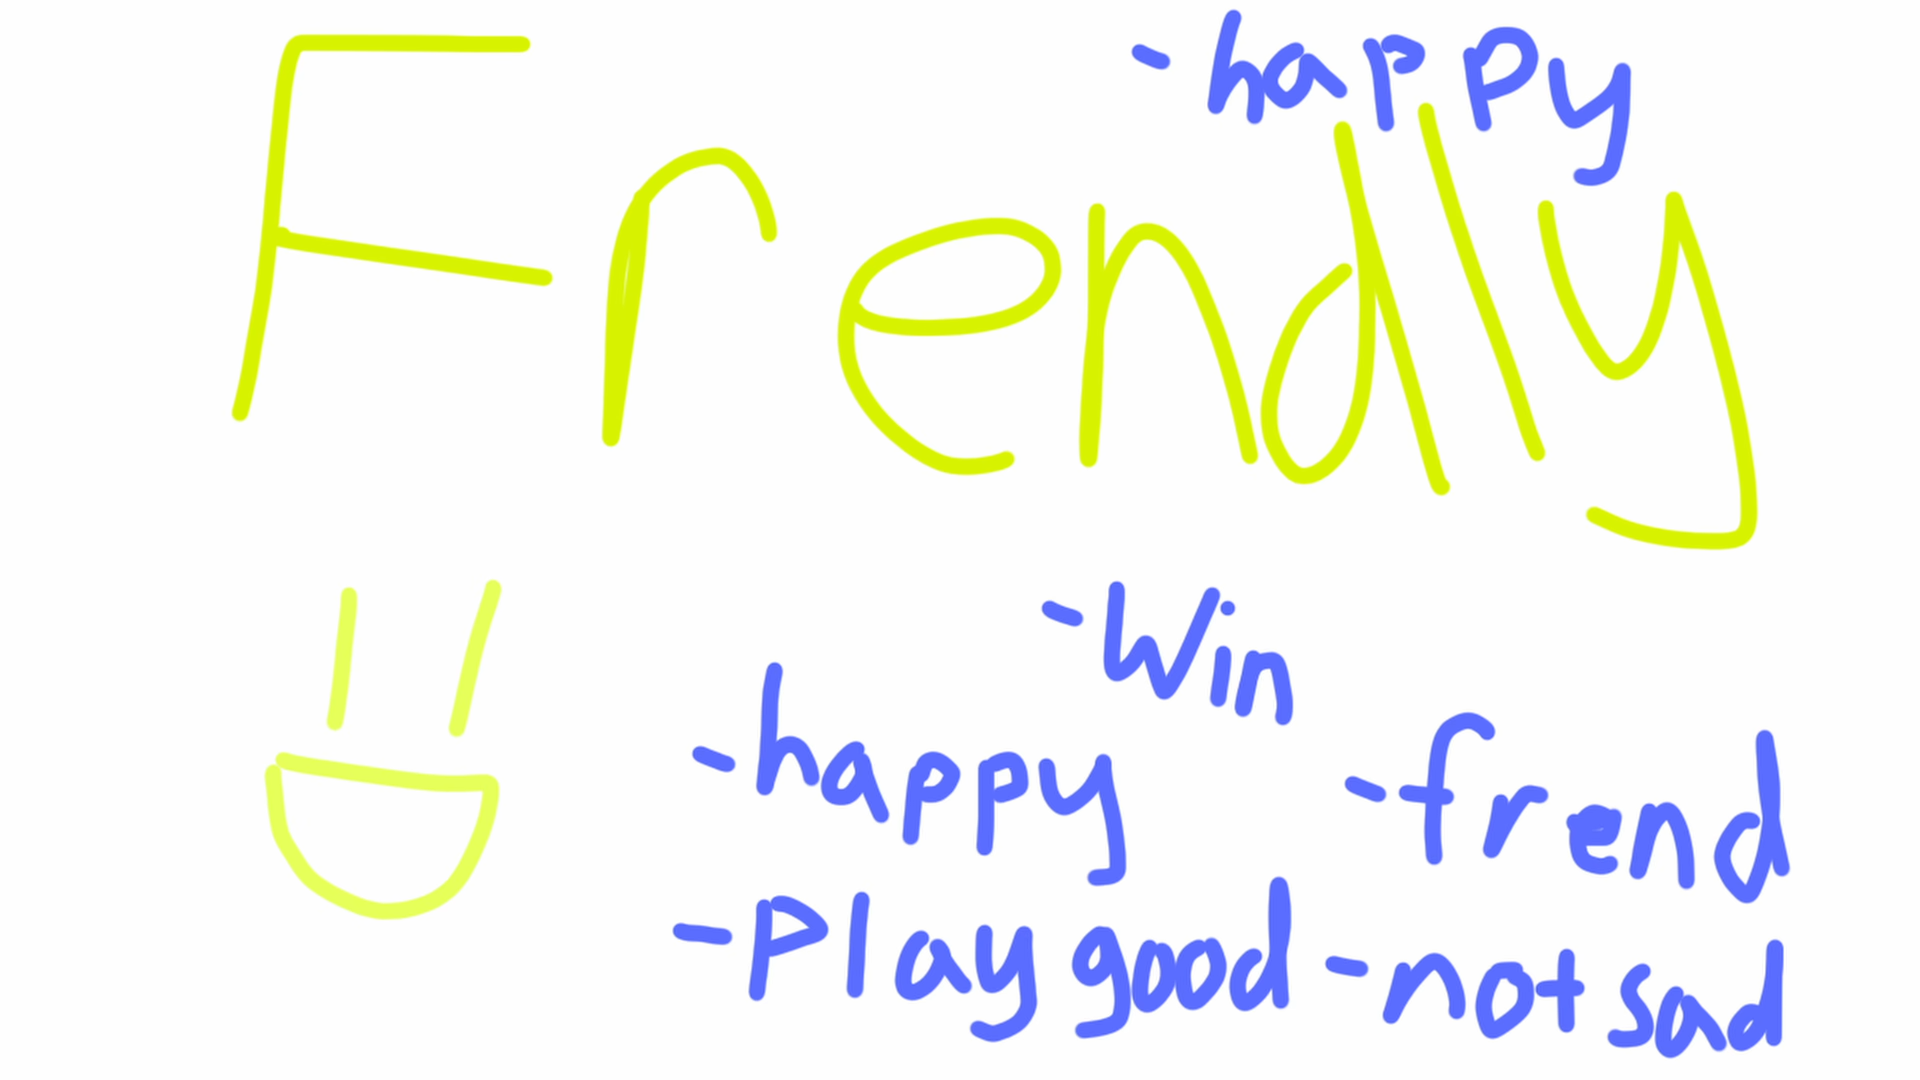 -happy
Frendly
-Win
-happy
-frend
-Play good
-not sad